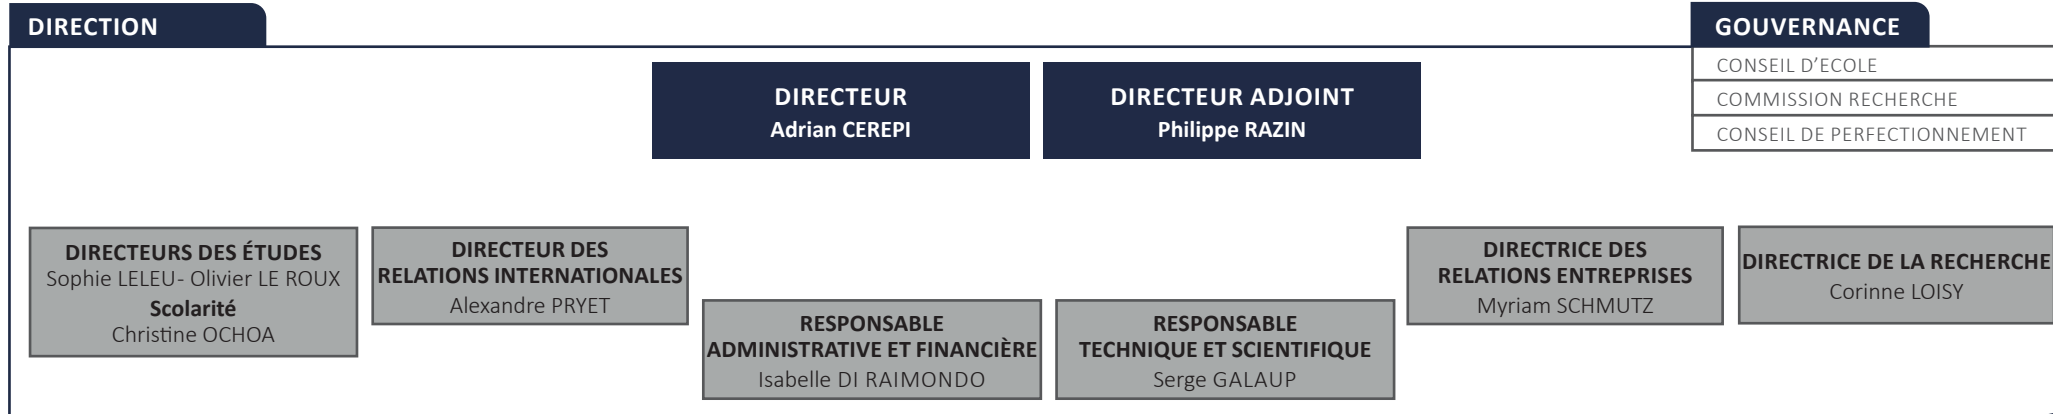 DIRECTION
GOUVERNANCE
CONSEIL D’ECOLE
COMMISSION RECHERCHE
CONSEIL DE PERFECTIONNEMENT
DIRECTEUR
Adrian CEREPI
DIRECTEUR ADJOINT
Philippe RAZIN
DIRECTEURS DES ÉTUDES
Sophie LELEU- Olivier LE ROUX
Scolarité
Christine OCHOA
DIRECTEUR DES
RELATIONS INTERNATIONALES
Alexandre PRYET
RESPONSABLE
ADMINISTRATIVE ET FINANCIÈRE
Isabelle DI RAIMONDO
RESPONSABLE
TECHNIQUE ET SCIENTIFIQUE
Serge GALAUP
DIRECTRICE DES
RELATIONS ENTREPRISES
Myriam SCHMUTZ
DIRECTRICE DE LA RECHERCHE
Corinne LOISY